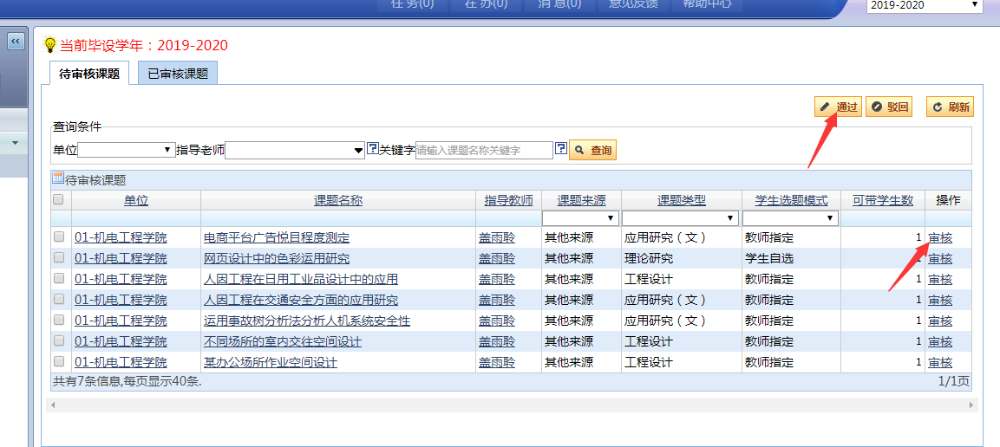 任务(0) 在办(0) 消息(0) 意见反馈 帮助中心 2019-2020
«
当前毕设学年：2019-2020
待审核课题 已审核课题
通过 驳回 刷新
查询条件
单位 指导老师 ? 关键字 请输入课题名称关键字 ? 查询
待审核课题
单位 课题名称 指导教师 课题来源 课题类型 学生选题模式 可带学生数 操作
01-机电工程学院 电商平台广告悦目程度测定 盖雨聆 其他来源 应用研究（文） 教师指定 1 审核
01-机电工程学院 网页设计中的色彩运用研究 盖雨聆 其他来源 理论研究 学生自选 1 审核
01-机电工程学院 人因工程在日用工业品设计中的应用 盖雨聆 其他来源 工程设计 教师指定 1 审核
01-机电工程学院 人因工程在交通安全方面的应用研究 盖雨聆 其他来源 应用研究（文） 教师指定 1 审核
01-机电工程学院 运用事故树分析法分析人机系统安全性 盖雨聆 其他来源 应用研究（文） 教师指定 1 审核
01-机电工程学院 不同场所的室内交往空间设计 盖雨聆 其他来源 工程设计 教师指定 1 审核
01-机电工程学院 某办公场所作业空间设计 盖雨聆 其他来源 工程设计 教师指定 1 审核
共有7条信息,每页显示40条. 1/1页